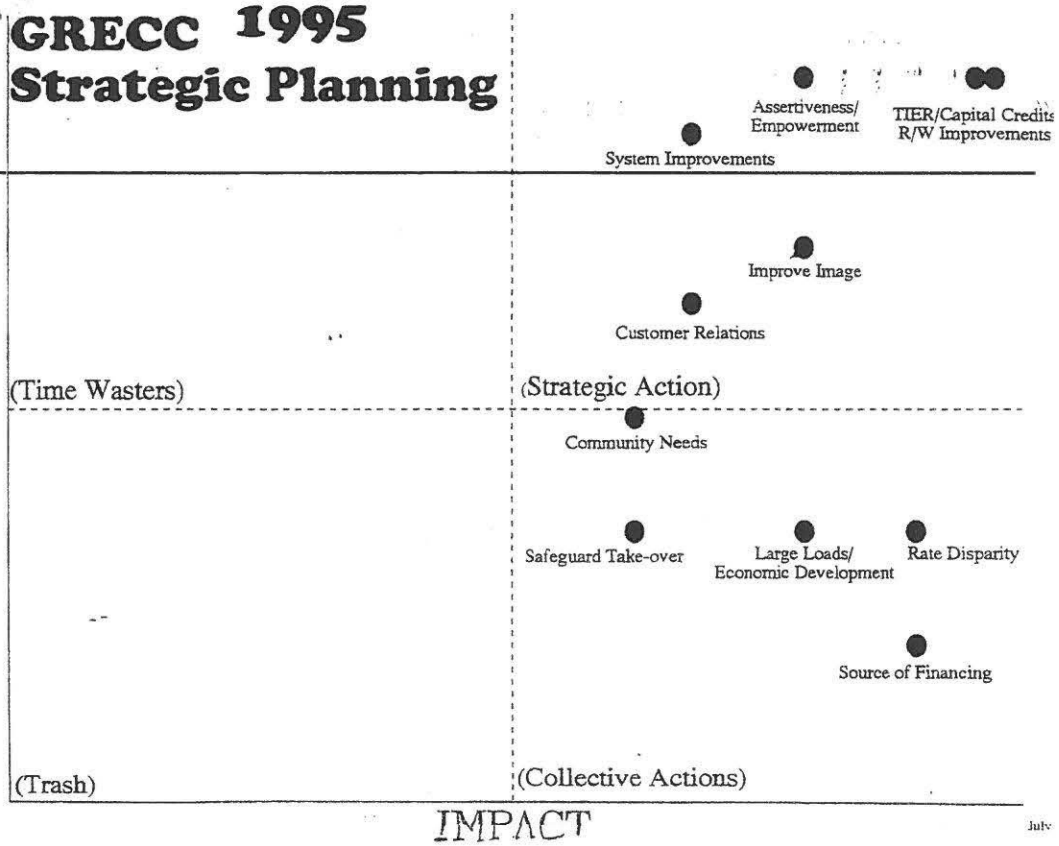 GRECC 1995
Strategic Planning
Assertiveness/
Empowerment
TIER/Capital Credits
R/W Improvements
System Improvements
Improve Image
Customer Relations
(Time Wasters)
(Strategic Action)
Community Needs
Safeguard Take-over
Large Loads/
Economic Development
Rate Disparity
Source of Financing
(Trash)
(Collective Actions)
IMPACT
July